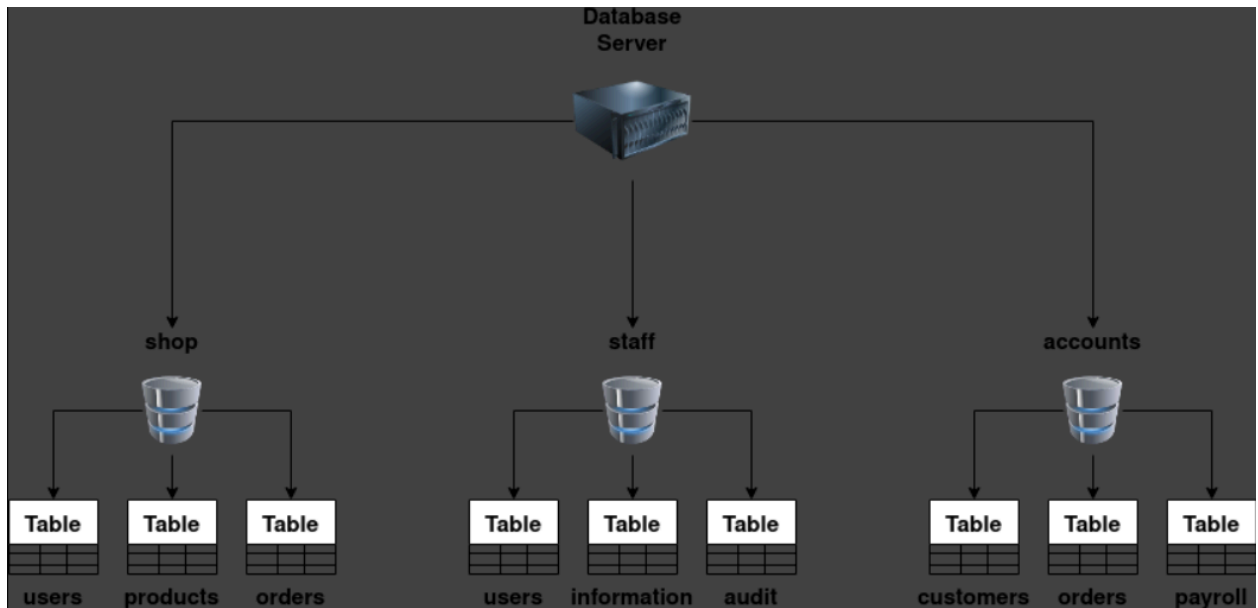 Database
Server
shop
staff
accounts
Table
Table
Table
Table
Table
Table
Table
Table
Table
users
products
orders
users
information
audit
customers
orders
payroll